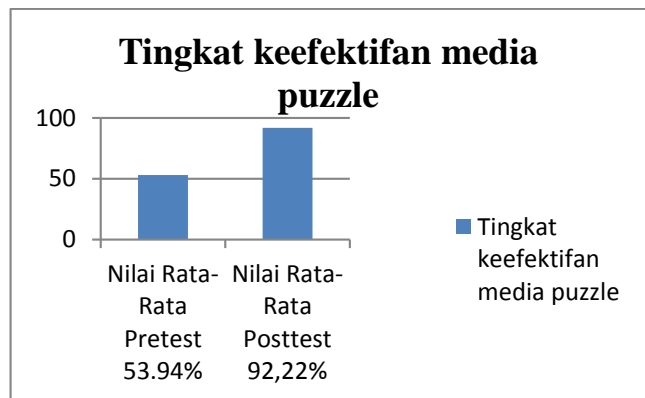 Tingkat keefektifan media
puzzle
100
50
0
Nilai Rata-
Rata
Pretest
53.94%
Nilai Rata-
Rata
Posttest
92,22%
Tingkat
keefektifan
media puzzle